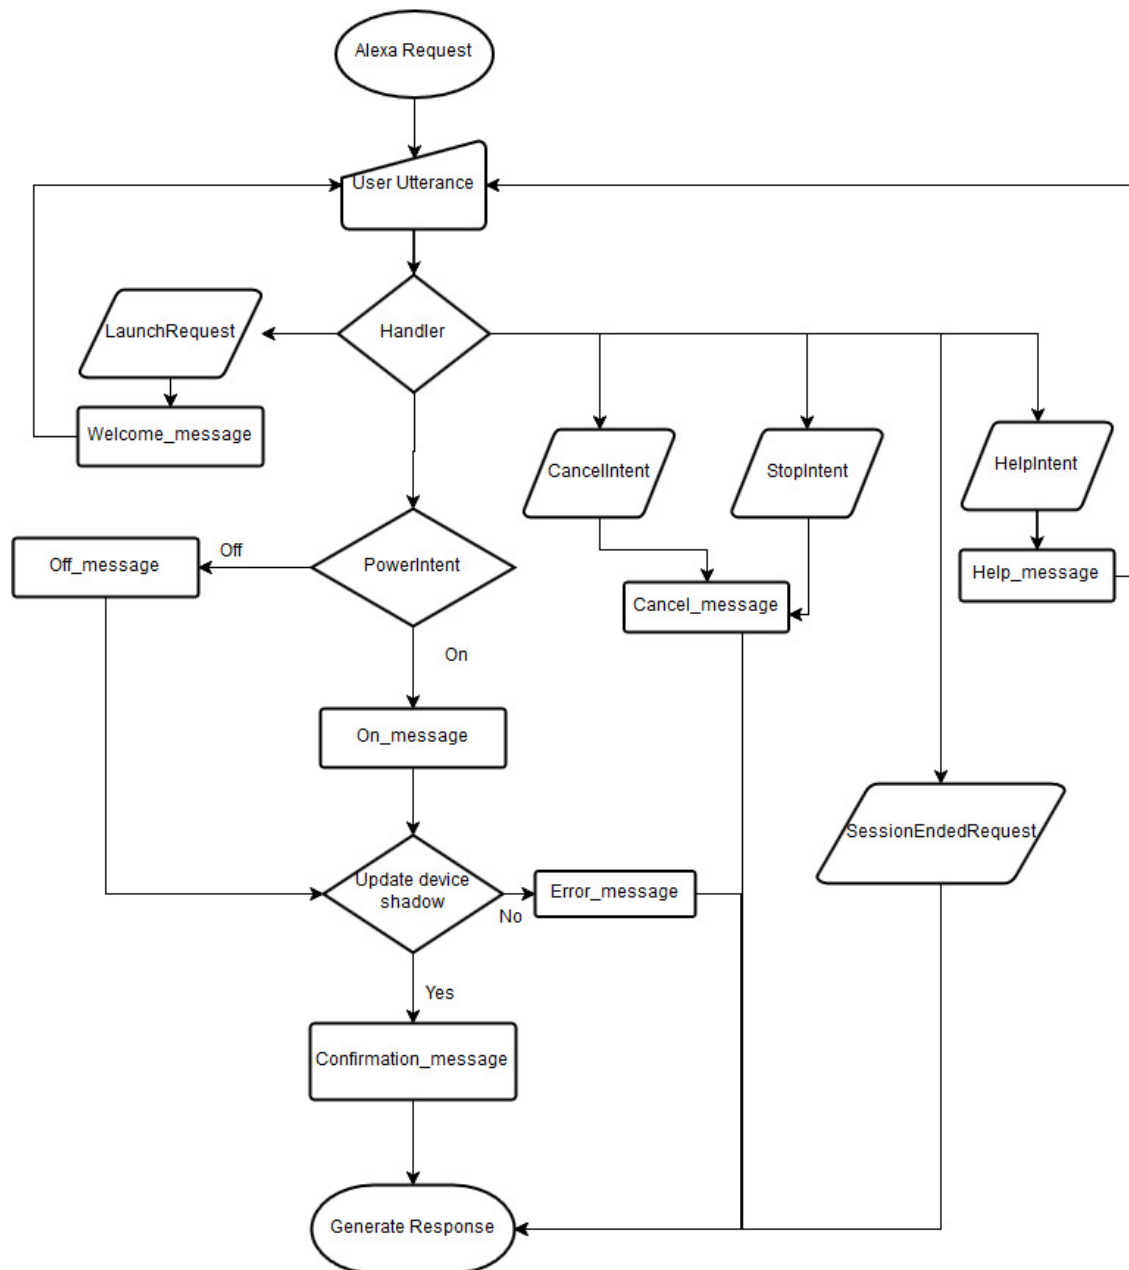 Alexa Request
User Utterance
Handler
LaunchRequest
Welcome_message
CancelIntent
StopIntent
HelpIntent
Off_message
Off
PowerIntent
Cancel_message
Help_message
On
On_message
SessionEndedRequest
Update device
shadow
No
Error_message
Yes
Confirmation_message
Generate Response